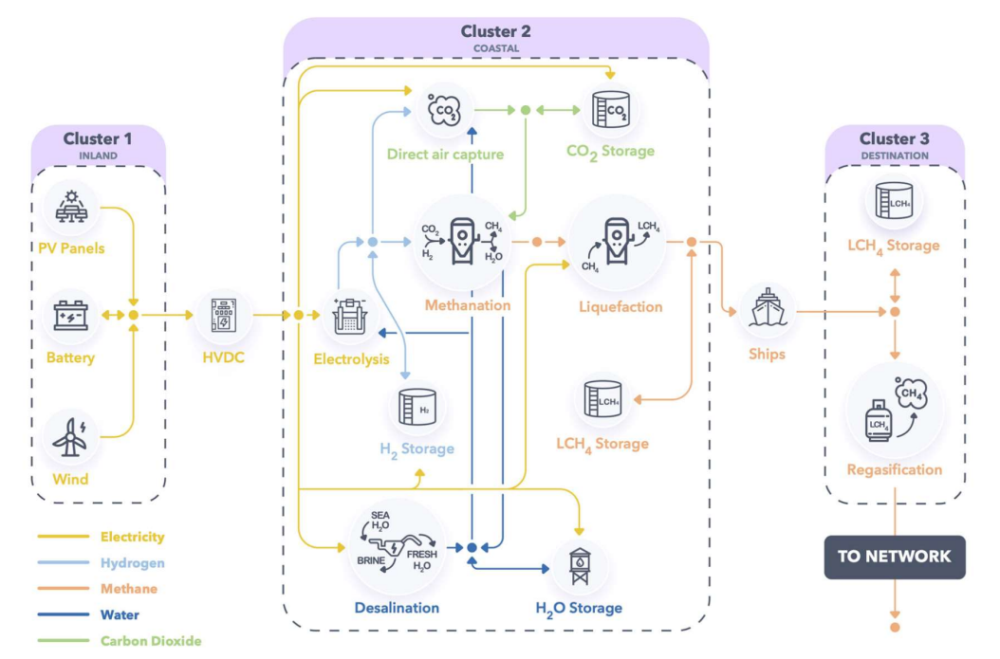 Cluster 1
INLAND
PV Panels
Battery
Wind
HVDC
Cluster 2
COASTAL
CO₂
Direct air capture
CO₂
CO₂ Storage
CO₂
H₂
CH₄
H₂O
Methanation
LCH₄
CH₄
Liquefaction
Electrolysis
H₂
H₂ Storage
LCH₄
LCH₄ Storage
SEA
H₂O
BRINE
FRESH
H₂O
Desalination
H₂O Storage
Ships
Cluster 3
DESTINATION
LCH₄
LCH₄ Storage
CH₄
LCH₄
Regasification
TO NETWORK
Electricity
Hydrogen
Methane
Water
Carbon Dioxide